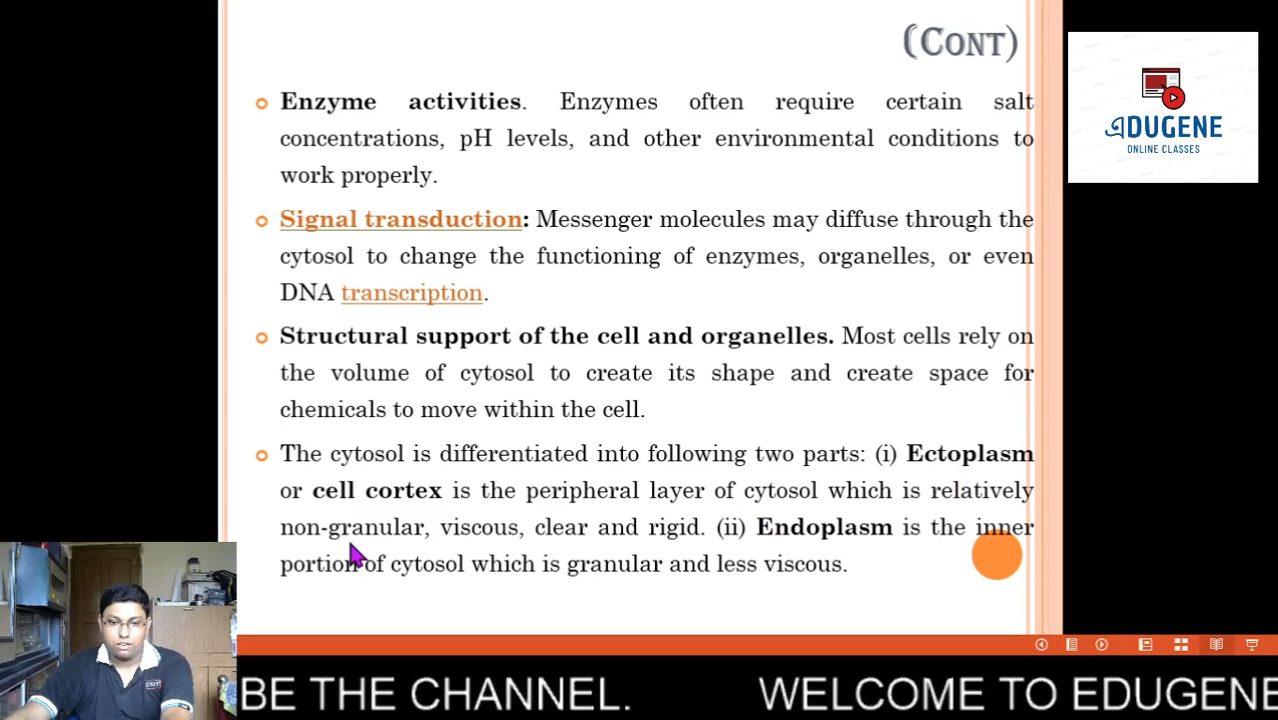 (CONT)
Enzyme activities. Enzymes often require certain salt
concentrations, pH levels, and other environmental conditions to
work properly.
Signal transduction: Messenger molecules may diffuse through the
cytosol to change the functioning of enzymes, organelles, or even
DNA transcription.
Structural support of the cell and organelles. Most cells rely on
the volume of cytosol to create its shape and create space for
chemicals to move within the cell.
The cytosol is differentiated into following two parts: (i) Ectoplasm
or cell cortex is the peripheral layer of cytosol which is relatively
non-granular, viscous, clear and rigid. (ii) Endoplasm is the inner
portion of cytosol which is granular and less viscous.
EDUGENE
ONLINE CLASSES
BE THE CHANNEL. WELCOME TO EDUGENE